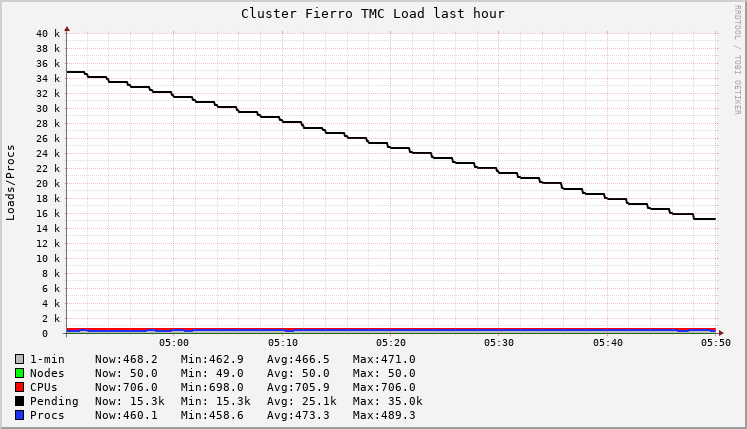 Cluster Fierro TMC Load last hour
RRDTOOL / TOBI OETIKER
Loads/Procs
40 k
38 k
36 k
34 k
32 k
30 k
28 k
26 k
24 k
22 k
20 k
18 k
16 k
14 k
12 k
10 k
8 k
6 k
4 k
2 k
0
05:00 05:10 05:20 05:30 05:40 05:50
1-min Now:468.2 Min:462.9 Avg:466.5 Max:471.0
Nodes Now: 50.0 Min: 49.0 Avg: 50.0 Max: 50.0
CPUs Now:706.0 Min:698.0 Avg:705.9 Max:706.0
Pending Now: 15.3k Min: 15.3k Avg: 25.1k Max: 35.0k
Procs Now:460.1 Min:458.6 Avg:473.3 Max:489.3